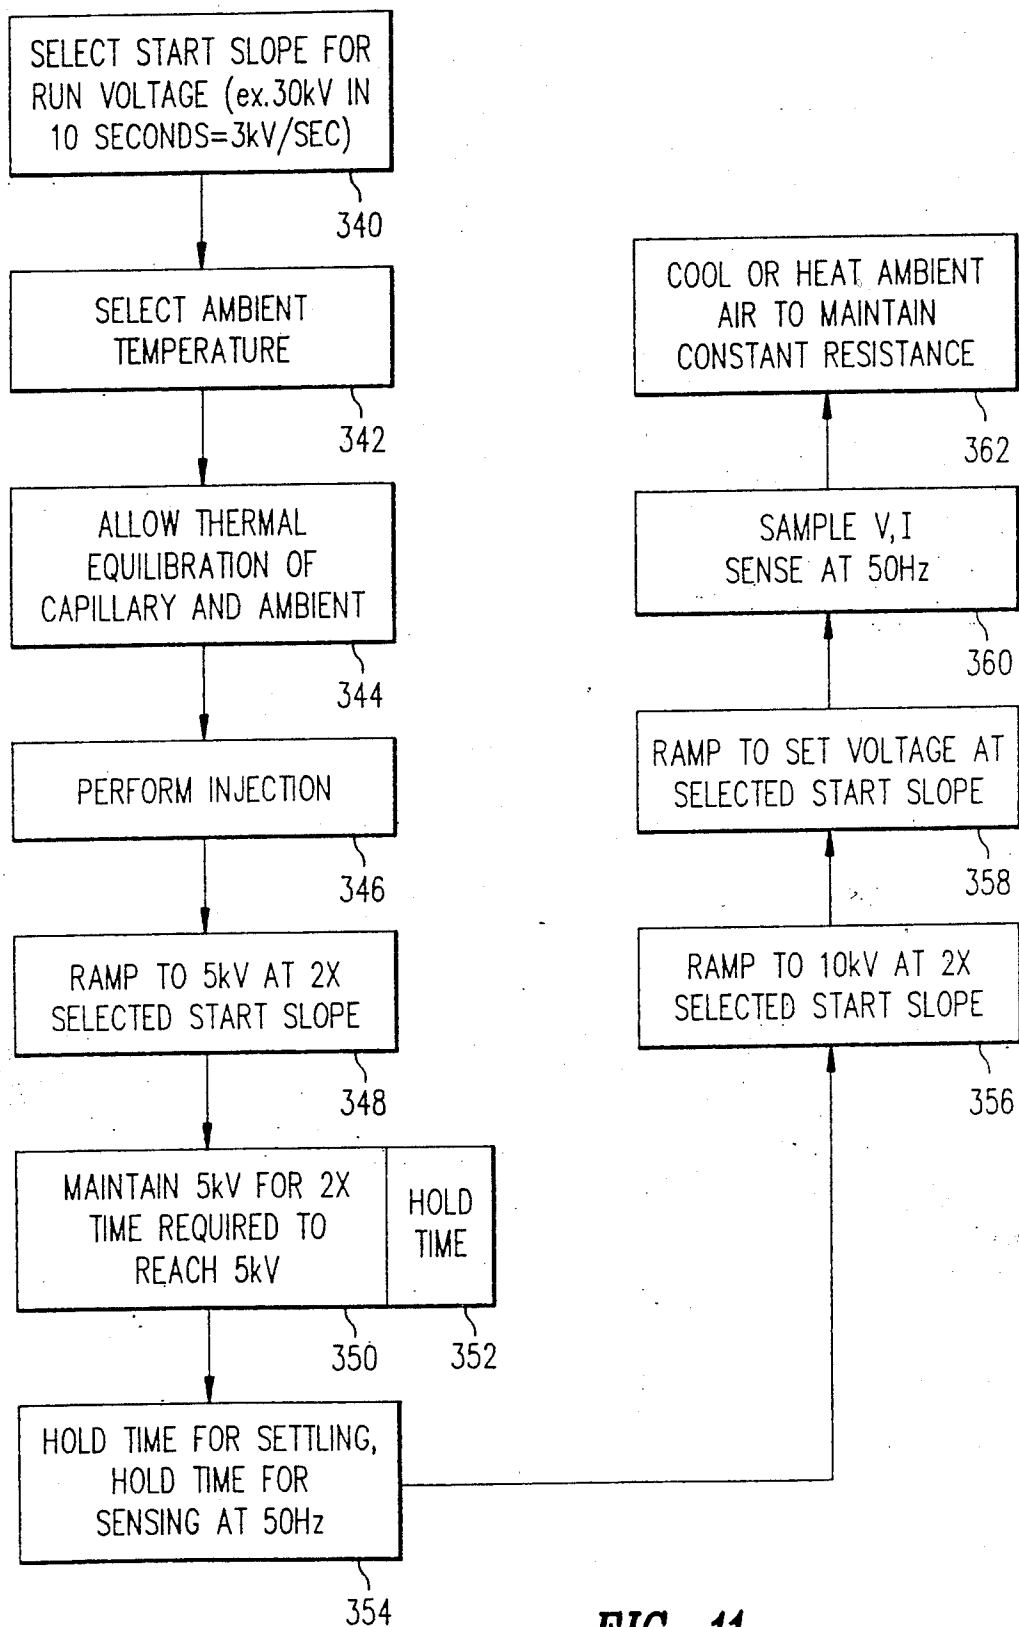 SELECT START SLOPE FOR
RUN VOLTAGE (ex.30kV IN
10 SECONDS=3kV/SEC)
340
SELECT AMBIENT
TEMPERATURE
342
ALLOW THERMAL
EQUILIBRATION OF
CAPILLARY AND AMBIENT
344
PERFORM INJECTION
346
RAMP TO 5kV AT 2X
SELECTED START SLOPE
348
MAINTAIN 5kV FOR 2X
TIME REQUIRED TO
REACH 5kV
350
HOLD
TIME
352
HOLD TIME FOR SETTLING,
HOLD TIME FOR
SENSING AT 50Hz
354
RAMP TO 10kV AT 2X
SELECTED START SLOPE
356
RAMP TO SET VOLTAGE AT
SELECTED START SLOPE
358
SAMPLE V,I
SENSE AT 50Hz
360
COOL OR HEAT AMBIENT
AIR TO MAINTAIN
CONSTANT RESISTANCE
362
FIG. 11